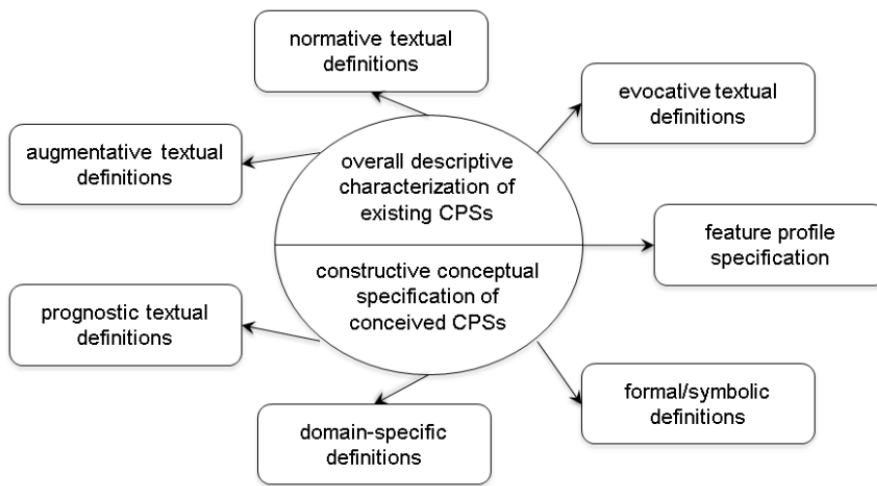 normative textual
definitions
evocative textual
definitions
augmentative textual
definitions
overall descriptive
characterization of
existing CPSs
feature profile
specification
constructive conceptual
specification of
conceived CPSs
prognostic textual
definitions
formal/symbolic
definitions
domain-specific
definitions